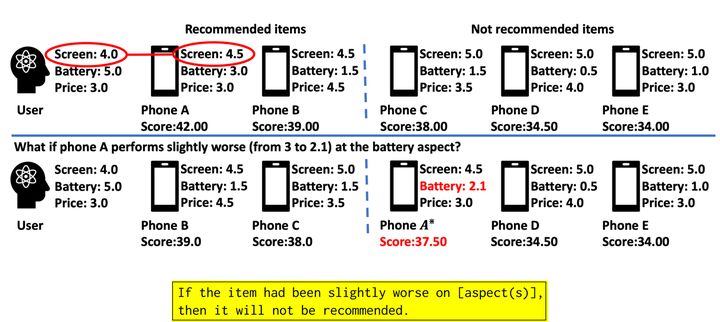 Recommended items
Not recommended items
Screen: 4.0
Battery: 5.0
Price: 3.0
User
Screen: 4.5
Battery: 3.0
Price: 3.0
Phone A
Score:42.00
Screen: 4.5
Battery: 1.5
Price: 4.5
Phone B
Score:39.00
Screen: 5.0
Battery: 1.5
Price: 3.5
Phone C
Score:38.00
Screen: 5.0
Battery: 0.5
Price: 4.0
Phone D
Score:34.50
Screen: 5.0
Battery: 1.0
Price: 3.0
Phone E
Score:34.00
What if phone A performs slightly worse (from 3 to 2.1) at the battery aspect?
Screen: 4.0
Battery: 5.0
Price: 3.0
User
Screen: 4.5
Battery: 1.5
Price: 4.5
Phone B
Score:39.0
Screen: 5.0
Battery: 1.5
Price: 3.5
Phone C
Score:38.0
Screen: 4.5
Battery: 2.1
Price: 3.0
Phone A*
Score:37.50
Screen: 5.0
Battery: 0.5
Price: 4.0
Phone D
Score:34.50
Screen: 5.0
Battery: 1.0
Price: 3.0
Phone E
Score:34.00
If the item had been slightly worse on [aspect(s)],
then it will not be recommended.